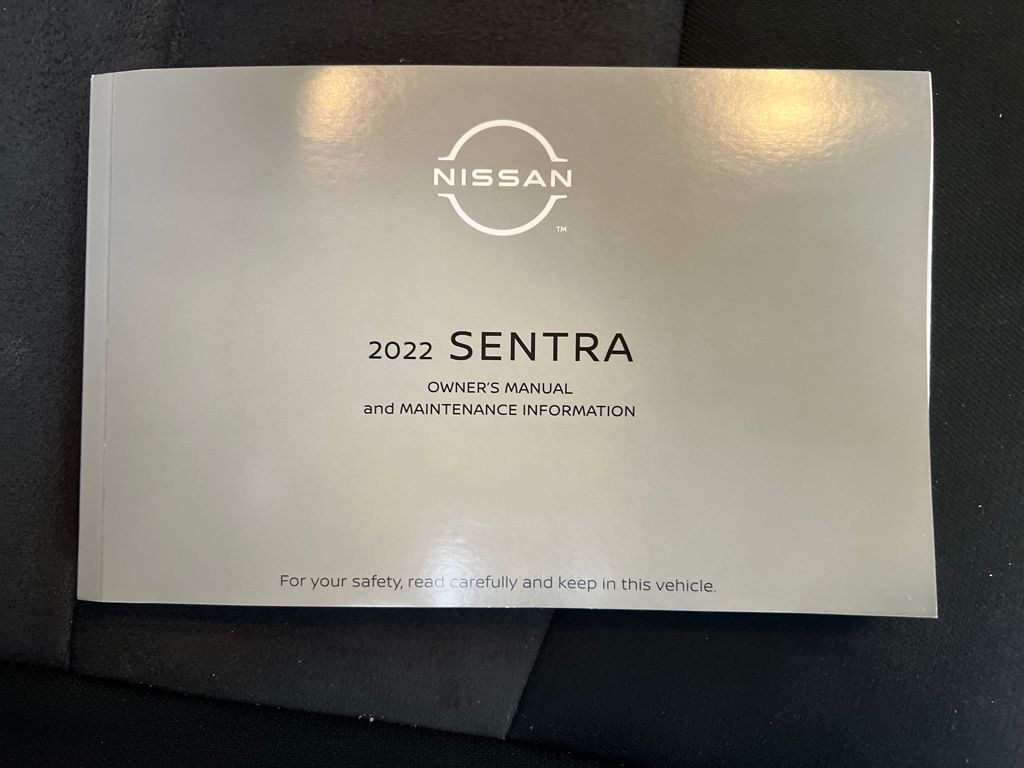 NISSAN
TM
2022 SENTRA
OWNER'S MANUAL
and MAINTENANCE INFORMATION
For your safety, read carefully and keep in this vehicle.